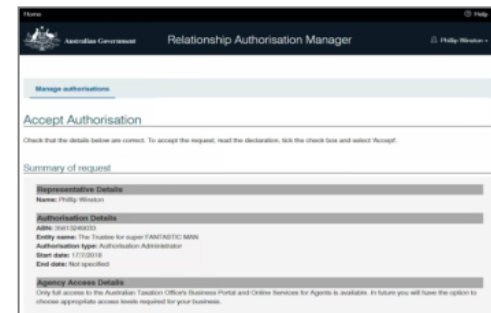 Home
Help
Australian Government
Relationship Authorisation Manager
Phillip Winston
Manage authorisations
Accept Authorisation
Check that the details below are correct. To accept the request, read the declaration, tick the check box and select 'Accept'.
Summary of request
Representative Details
Name: Phillip Winston
Authorisation Details
ABN:
Entity name: The Trustee for super FANTASTIC MAN
Authorisation type: Authorisation Administrator
Start date: 17/7/2018
End date: Not specified
Agency Access Details
Only full access to the Australian Taxation Office's Business Portal and Online Services for Agents is available. In future you will have the option to
choose appropriate access levels required for your business.